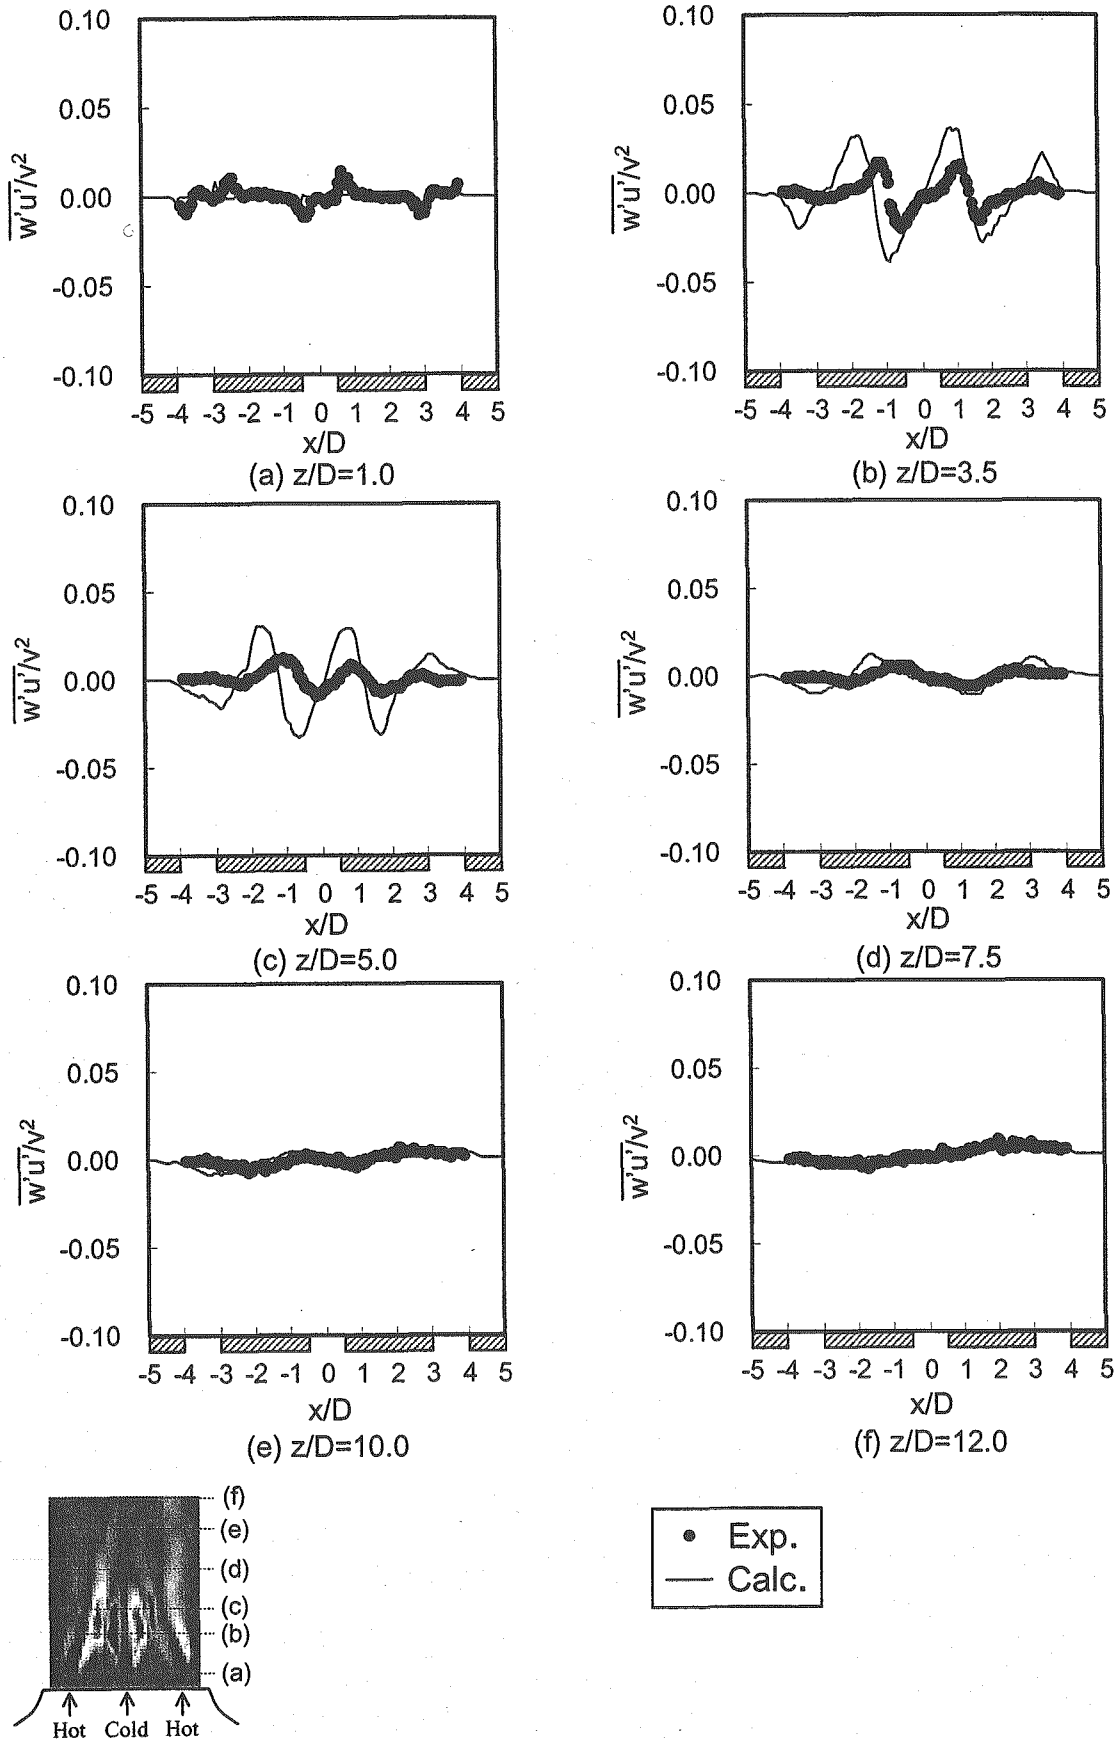 0.10
0.05
0.00
-0.05
-0.10
w'u'/v²
-5 -4 -3 -2 -1 0 1 2 3 4 5
x/D
(a) z/D=1.0
0.10
0.05
0.00
-0.05
-0.10
w'u'/v²
-5 -4 -3 -2 -1 0 1 2 3 4 5
x/D
(b) z/D=3.5
0.10
0.05
0.00
-0.05
-0.10
w'u'/v²
-5 -4 -3 -2 -1 0 1 2 3 4 5
x/D
(c) z/D=5.0
0.10
0.05
0.00
-0.05
-0.10
w'u'/v²
-5 -4 -3 -2 -1 0 1 2 3 4 5
x/D
(d) z/D=7.5
0.10
0.05
0.00
-0.05
-0.10
w'u'/v²
-5 -4 -3 -2 -1 0 1 2 3 4 5
x/D
(e) z/D=10.0
0.10
0.05
0.00
-0.05
-0.10
w'u'/v²
-5 -4 -3 -2 -1 0 1 2 3 4 5
x/D
(f) z/D=12.0
(f)
(e)
(d)
(c)
(b)
(a)
Hot Cold Hot
Exp.
Calc.